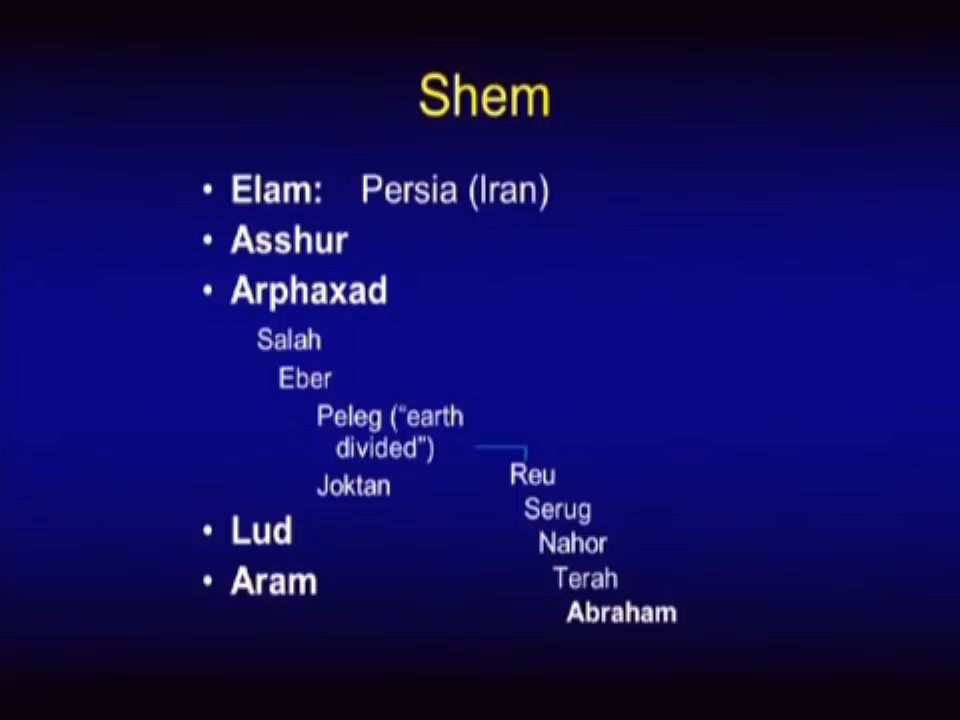 Shem
• Elam: Persia (Iran)
• Asshur
• Arphaxad
Salah
Eber
Peleg (“earth
divided”)
Joktan
Reu
Serug
Nahor
Terah
Abraham
• Lud
• Aram